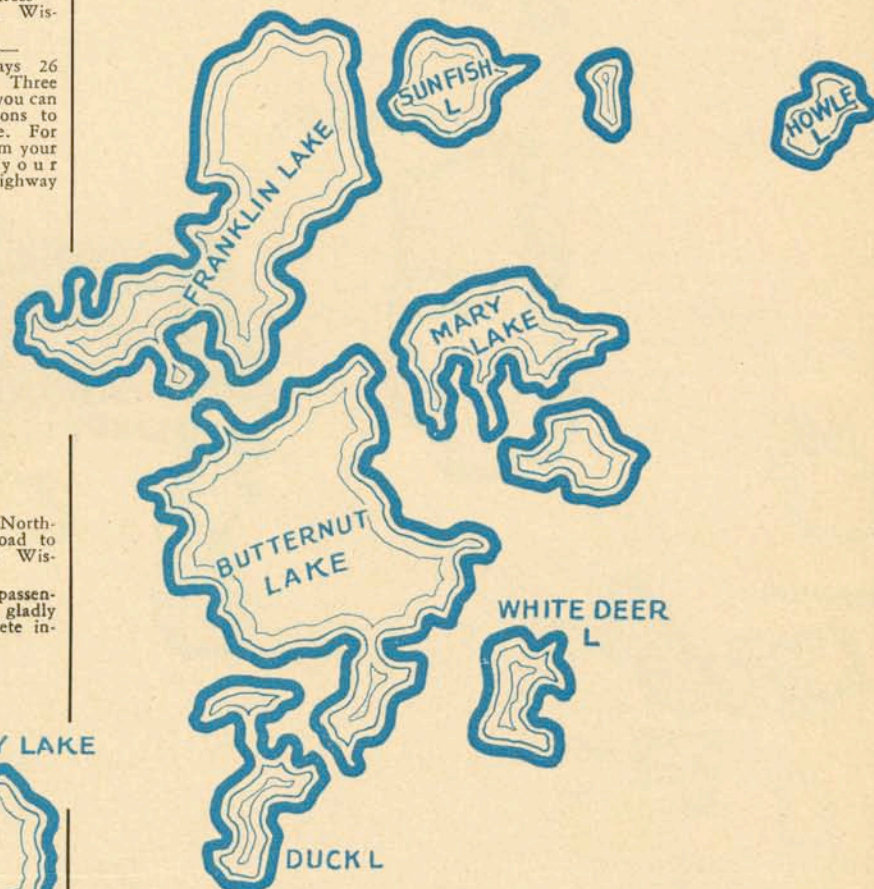 Wis-
ays 26
Three
you can
ons to
e. For
m your
your
ighway
North-
oad to
Wis-
passen-
gladly
ete in-
Y LAKE
FRANKLIN LAKE
SUNFISH
L
HOWLE
L
MARY
LAKE
BUTTERNUT
LAKE
WHITE DEER
L
DUCK L